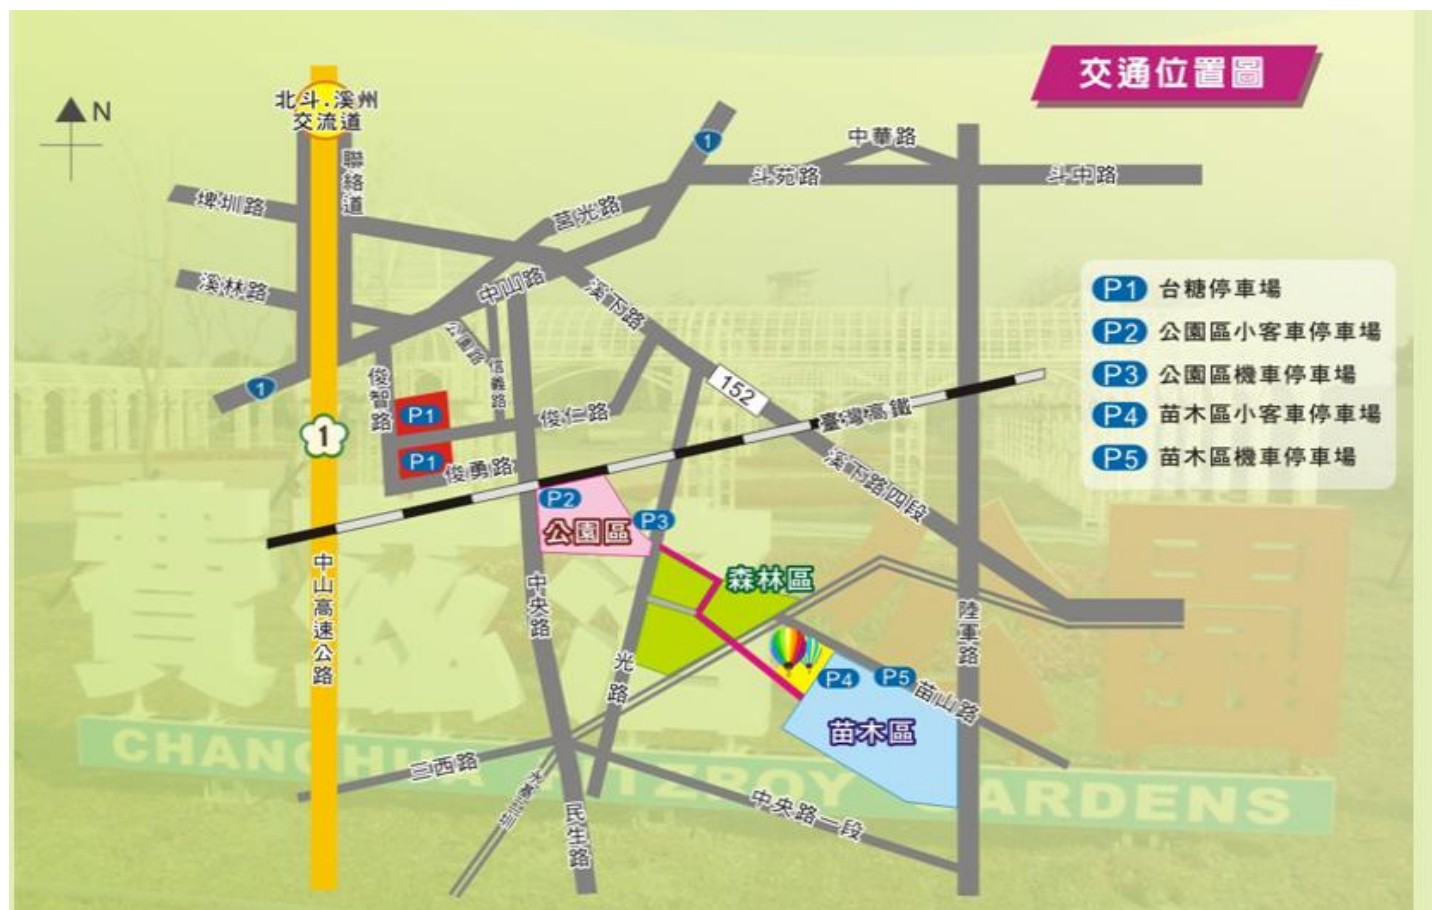 交通位置圖
N
北斗.溪州
交流道
聯絡道
1
中華路
斗苑路
斗中路
埤圳路
莒光路
溪林路
中山路
溪下路
公園路
信義路
俊智路
1
P1
P1
俊仁路
俊勇路
152
臺灣高鐵
溪下路四段
1
P1 台糖停車場
P2 公園區小客車停車場
P3 公園區機車停車場
P4 苗木區小客車停車場
P5 苗木區機車停車場
P2
公園區
P3
森林區
中山高速公路
中央路
光路
陸軍路
P4
P5
苗山路
苗木區
三西路
中央路一段
民生路
CHANGHUA FITZROY GARDENS